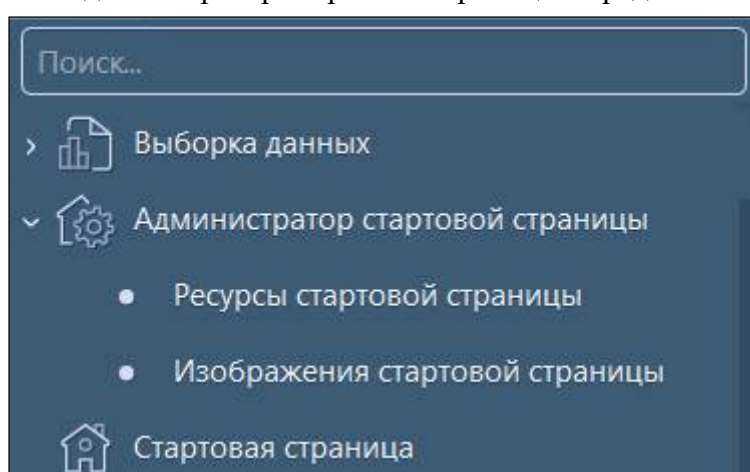 Поиск...
Выборка данных
Администратор стартовой страницы
Ресурсы стартовой страницы
Изображения стартовой страницы
Стартовая страница